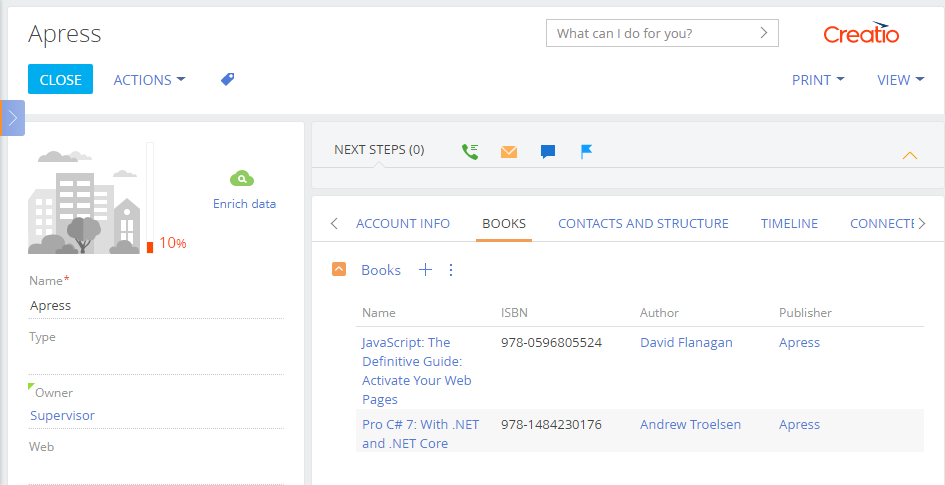 Apress
What can I do for you?
Creatio
CLOSE
ACTIONS
PRINT
VIEW
10%
Enrich data
Name*
Apress
Type
Owner
Supervisor
Web
NEXT STEPS (0)
ACCOUNT INFO
BOOKS
CONTACTS AND STRUCTURE
TIMELINE
CONNECTE
Books
Name ISBN Author Publisher
JavaScript: The 978-0596805524 David Flanagan Apress
Definitive Guide:
Activate Your Web
Pages
Pro C# 7: With .NET 978-1484230176 Andrew Troelsen Apress
and .NET Core